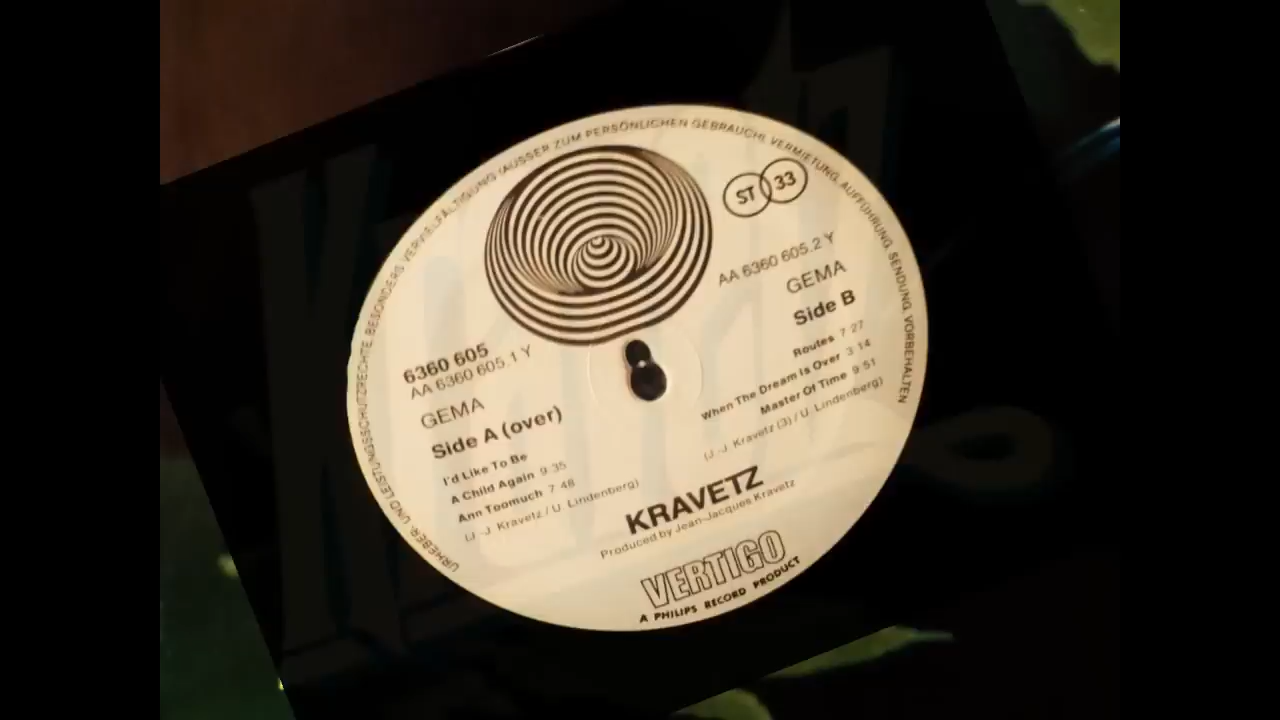 URHEBER- UND LEISTUNGSSCHUTZRECHTE, BESONDERS VERVIELFÄLTIGUNG (AUSSER ZUM PERSÖNLICHEN GEBRAUCH), VERMIETUNG, AUFFÜHRUNG, SENDUNG, VORBEHALTEN
ST 33
6360 605
AA 6360 605.1 Y
GEMA
Side A (over)
I'd Like To Be
A Child Again 9 35
Ann Toomuch 7 48
(J.-J. Kravetz / U. Lindenberg)
AA 6360 605.2 Y
GEMA
Side B
Routes 7 27
When The Dream Is Over 3 14
Master Of Time 9 51
(J.-J. Kravetz (3) / U. Lindenberg)
KRAVETZ
Produced by Jean-Jacques Kravetz
VERTIGO
A PHILIPS RECORD PRODUCT